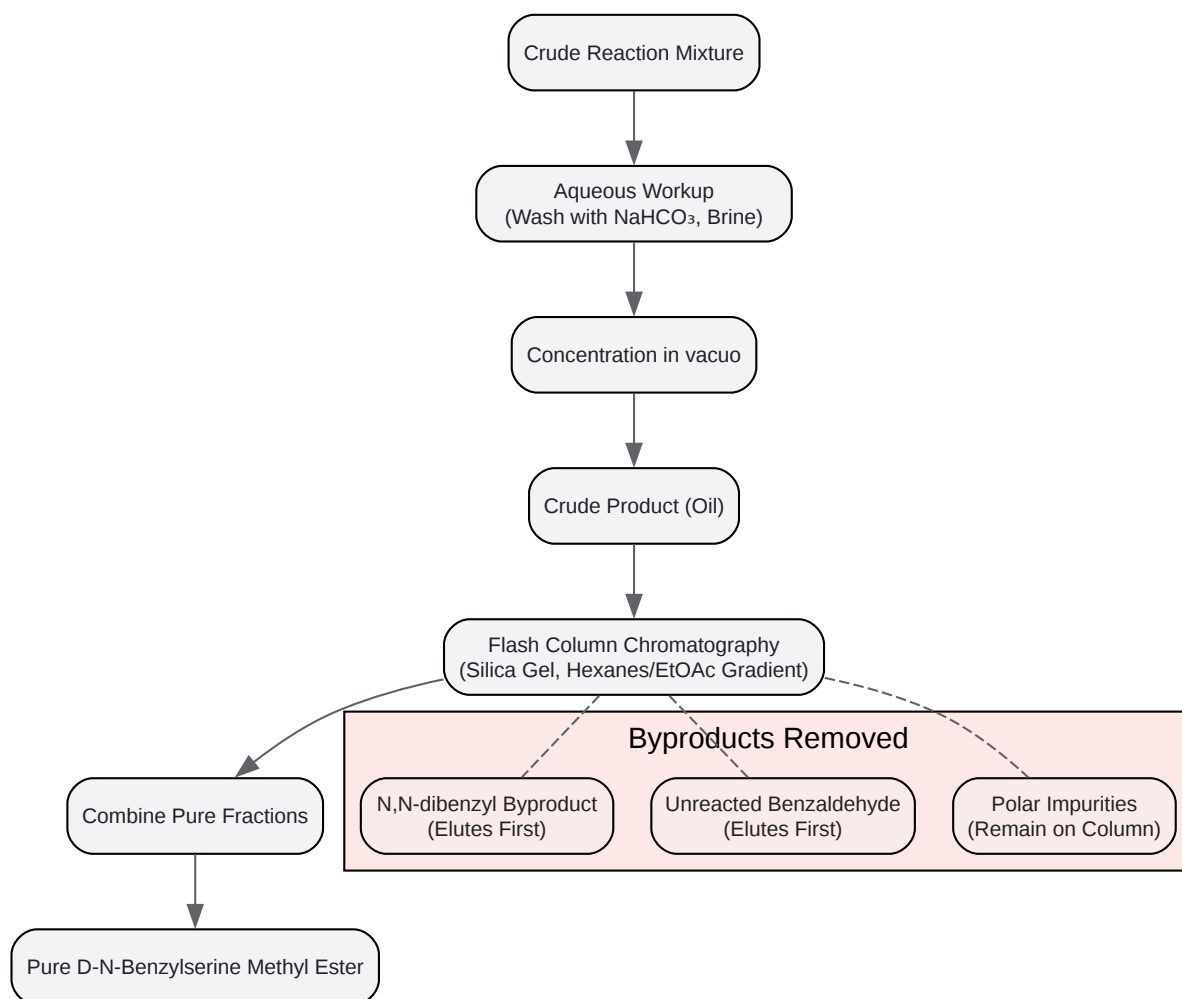 Crude Reaction Mixture
Aqueous Workup
(Wash with NaHCO₃, Brine)
Concentration in vacuo
Crude Product (Oil)
Flash Column Chromatography
(Silica Gel, Hexanes/EtOAc Gradient)
Byproducts Removed
Combine Pure Fractions
N,N-dibenzyl Byproduct
(Elutes First)
Unreacted Benzaldehyde
(Elutes First)
Polar Impurities
(Remain on Column)
Pure D-N-Benzylserine Methyl Ester